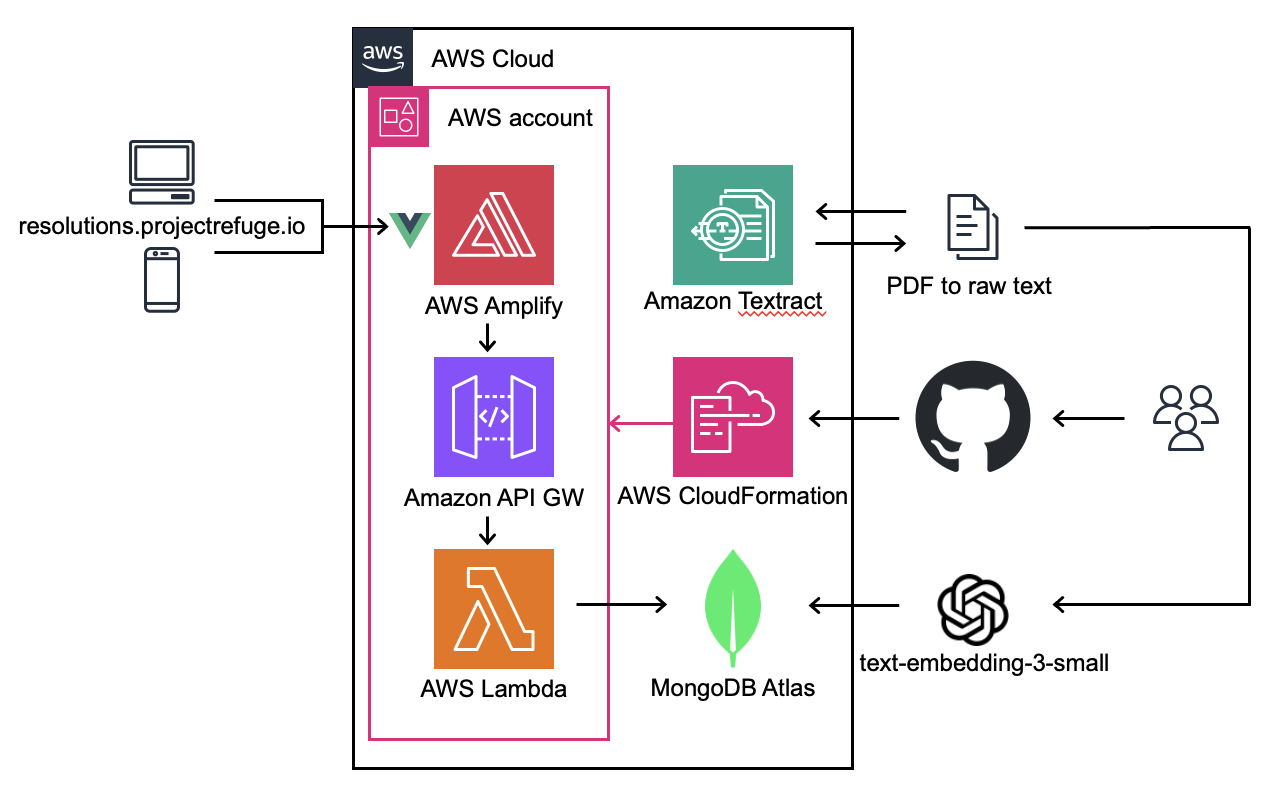 aws
AWS Cloud
AWS account
resolutions.projectrefuge.io
AWS Amplify
T
Amazon Textract
PDF to raw text
</>
Amazon API GW
AWS CloudFormation
AWS Lambda
MongoDB Atlas
text-embedding-3-small